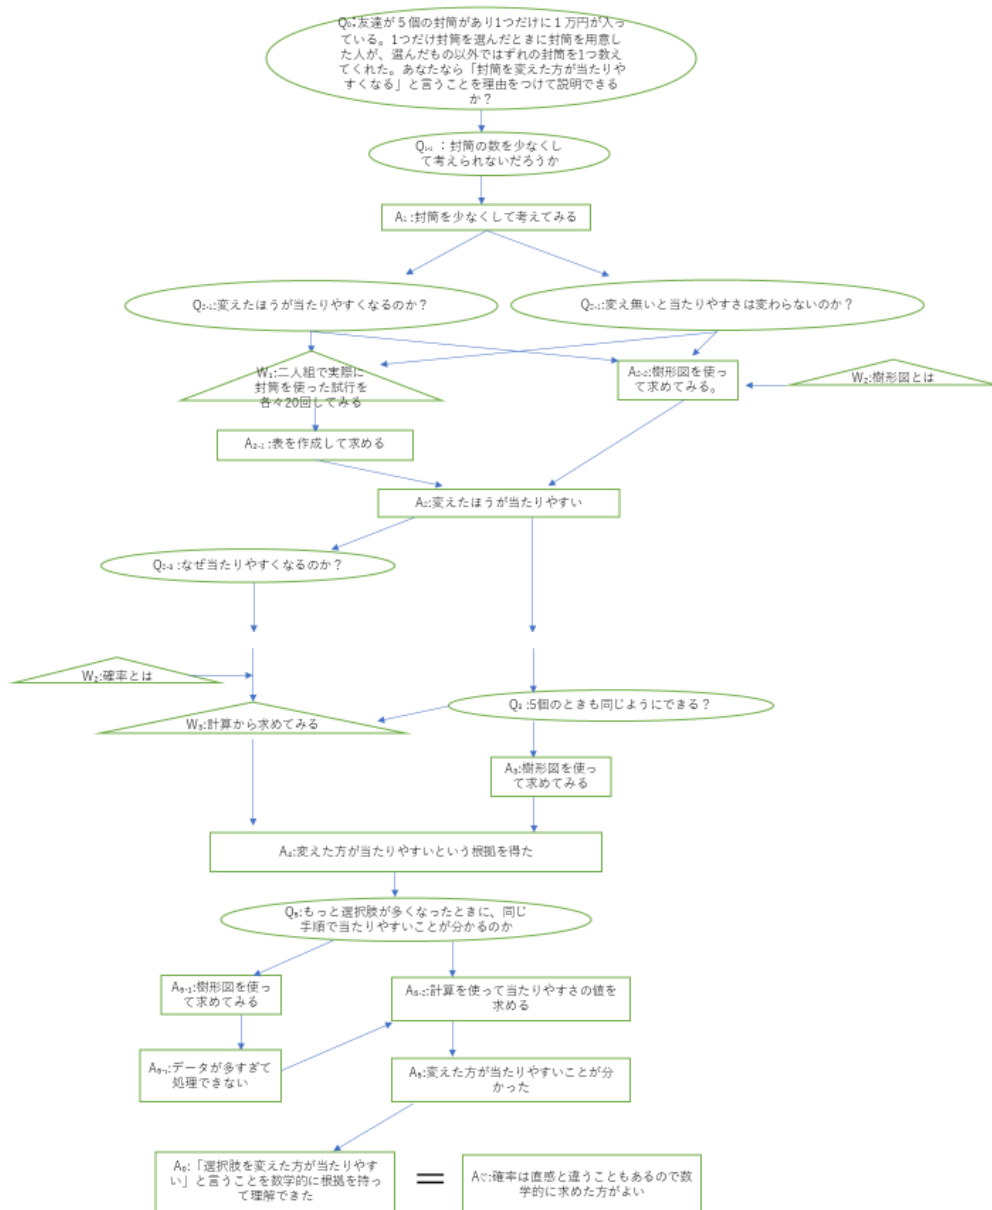 Q₀:友達が５個の封筒があり1つだけに１万円が入っ
ている。1つだけ封筒を選んだときに封筒を用意し
た人が、選んだもの以外ではずれの封筒を1つ教え
てくれた。あなたなら「封筒を変えた方が当たりや
すくなる」と言うことを理由をつけて説明できる
か？
Q₁₋₁：封筒の数を少なくし
て考えられないだろうか
A₁:封筒を少なくして考えてみる
変えたほうが当たりやすくなるのか？
変え無いと当たりやすさは変わらないのか？
W₁:二人組で実際に
封筒を使った試行を
各々20回してみる
A₂₋₂:樹形図を使っ
て求めてみる。
W₂:樹形図とは
A₂₋₁:表を作成して求める
A₂:変えたほうが当たりやすい
なぜ当たりやすくなるのか？
W₂:確率とは
W₃:計算から求めてみる
:5個のときも同じようにできる？
A₃:樹形図を使っ
て求めてみる
A₄:変えた方が当たりやすいという根拠を得た
Q₅:もっと選択肢が多くなったときに、同じ
手順で当たりやすいことが分かるのか
樹形図を使っ
て求めてみる
計算を使って当たりやすさの値を
求める
データが多すぎて
処理できない
A₅:変えた方が当たりやすいことが分
かった
A₆:「選択肢を変えた方が当たりやす
い」と言うことを数学的に根拠を持っ
て理解できた
=
確率は直感と違うこともあるので数
学的に求めた方がよい